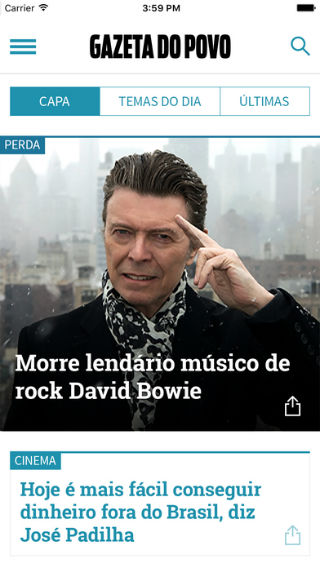 Carrier 3:59 PM
GAZETA DO POVO
CAPA TEMAS DO DIA ÚLTIMAS
PERDA
Morre lendário músico de
rock David Bowie
CINEMA
Hoje é mais fácil conseguir
dinheiro fora do Brasil, diz
José Padilha